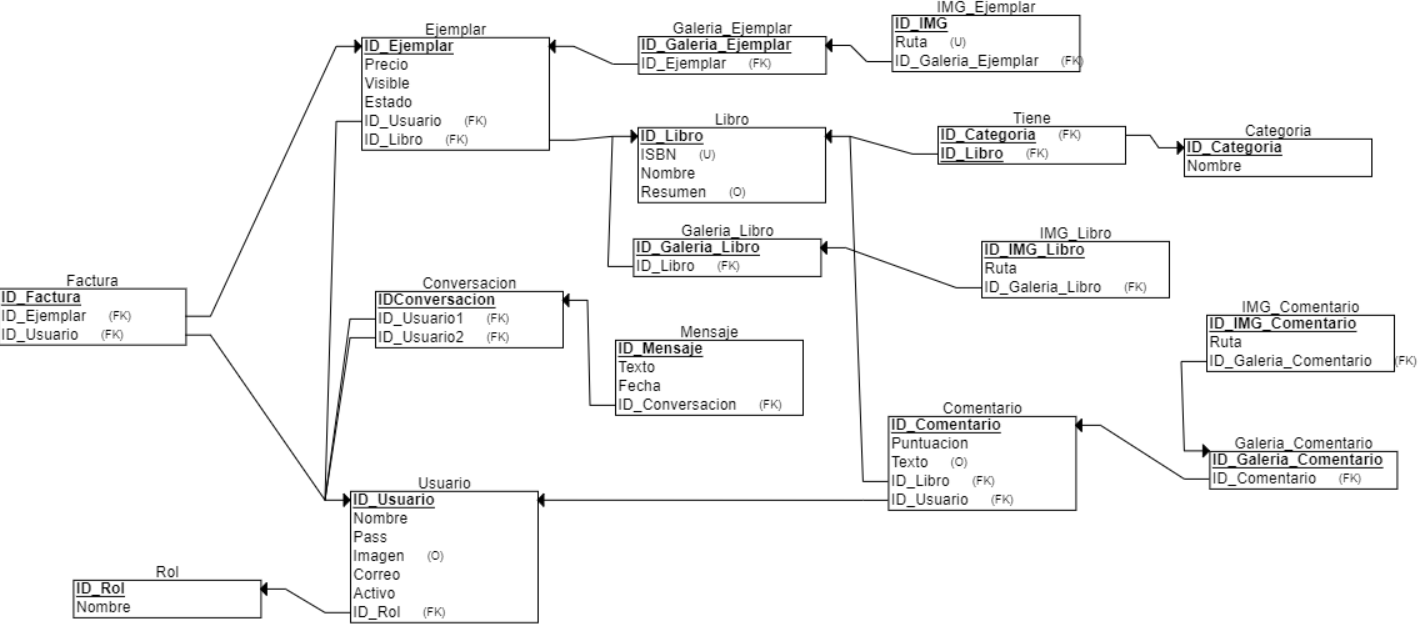 IMG_Ejemplar
ID_IMG
Ruta (U)
ID_Galeria_Ejemplar (FK)
Galeria_Ejemplar
ID_Galeria_Ejemplar
ID_Ejemplar (FK)
Ejemplar
ID_Ejemplar
Precio
Visible
Estado
ID_Usuario (FK)
ID_Libro (FK)
Libro
ID_Libro
ISBN (U)
Nombre
Resumen (O)
Tiene
ID_Categoria (FK)
ID_Libro (FK)
Categoria
ID_Categoria
Nombre
Galeria_Libro
ID_Galeria_Libro
ID_Libro (FK)
IMG_Libro
ID_IMG_Libro
Ruta
ID_Galeria_Libro (FK)
Factura
ID_Factura
ID_Ejemplar (FK)
ID_Usuario (FK)
Conversacion
IDConversacion
ID_Usuario1 (FK)
ID_Usuario2 (FK)
Mensaje
ID_Mensaje
Texto
Fecha
ID_Conversacion (FK)
IMG_Comentario
ID_IMG_Comentario
Ruta
ID_Galeria_Comentario (FK)
Comentario
ID_Comentario
Puntuacion
Texto (O)
ID_Libro (FK)
ID_Usuario (FK)
Galeria_Comentario
ID_Galeria_Comentario
ID_Comentario (FK)
Usuario
ID_Usuario
Nombre
Pass
Imagen (O)
Correo
Activo
ID_Rol (FK)
Rol
ID_Rol
Nombre